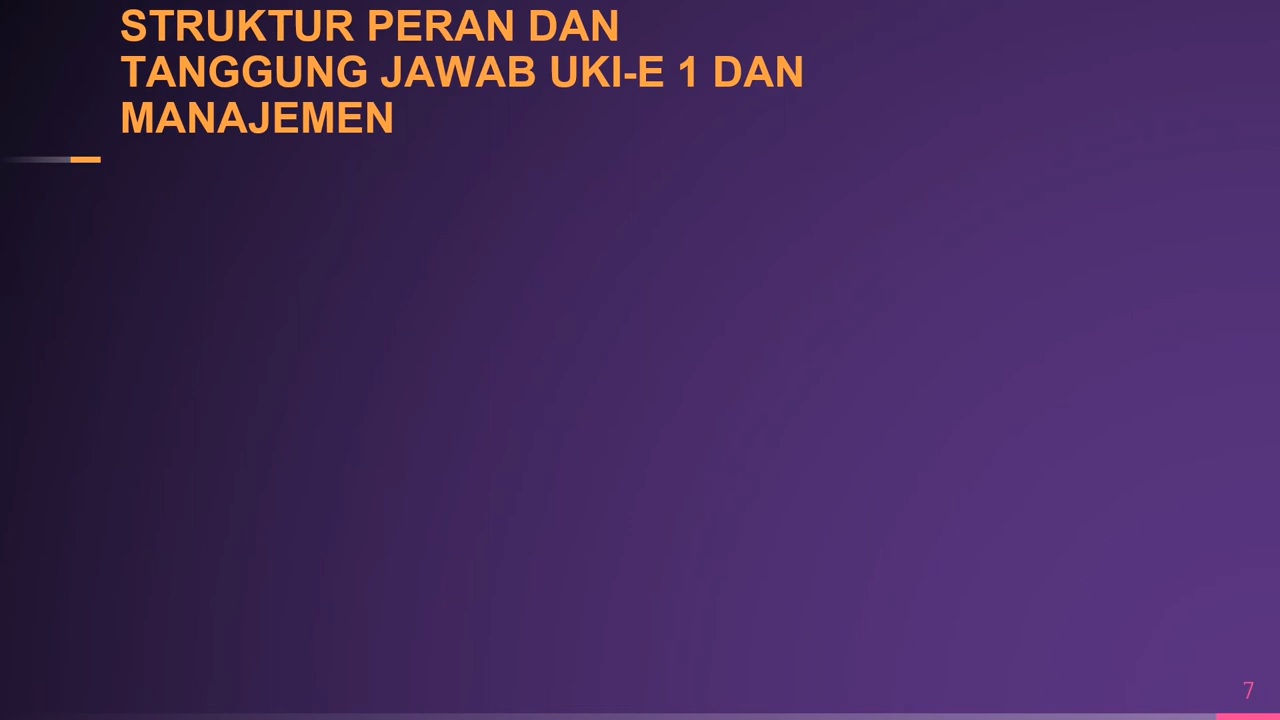 STRUKTUR PERAN DAN
TANGGUNG JAWAB UKI-E 1 DAN
MANAJEMEN
7